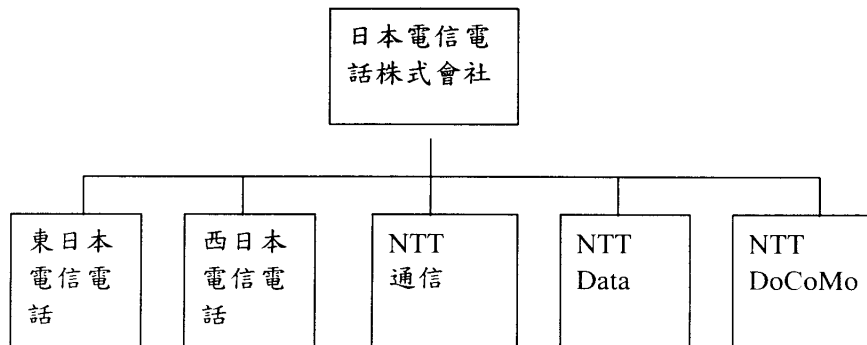 日本電信電
話株式會社
東日本
電信電
話
西日本
電信電
話
NTT
通信
NTT
Data
NTT
DoCoMo